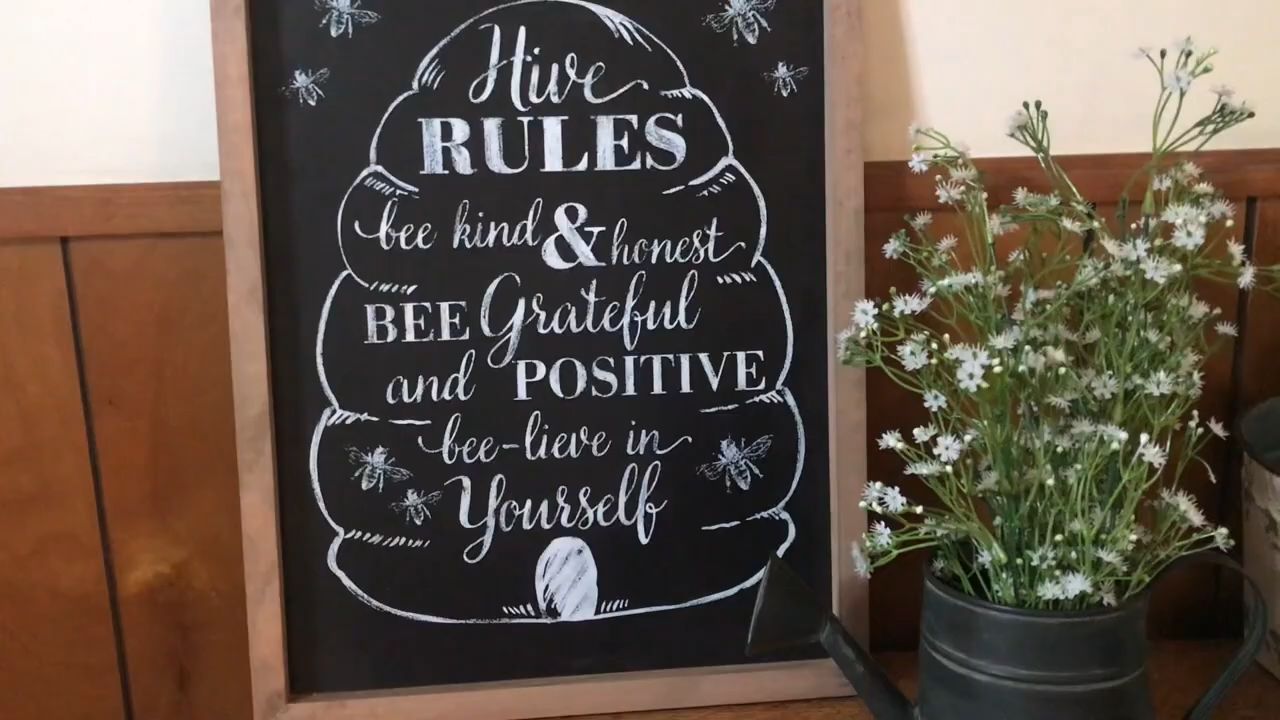 Hive
RULES
bee kind & honest
BEE Grateful
and POSITIVE
bee-lieve in
Yourself